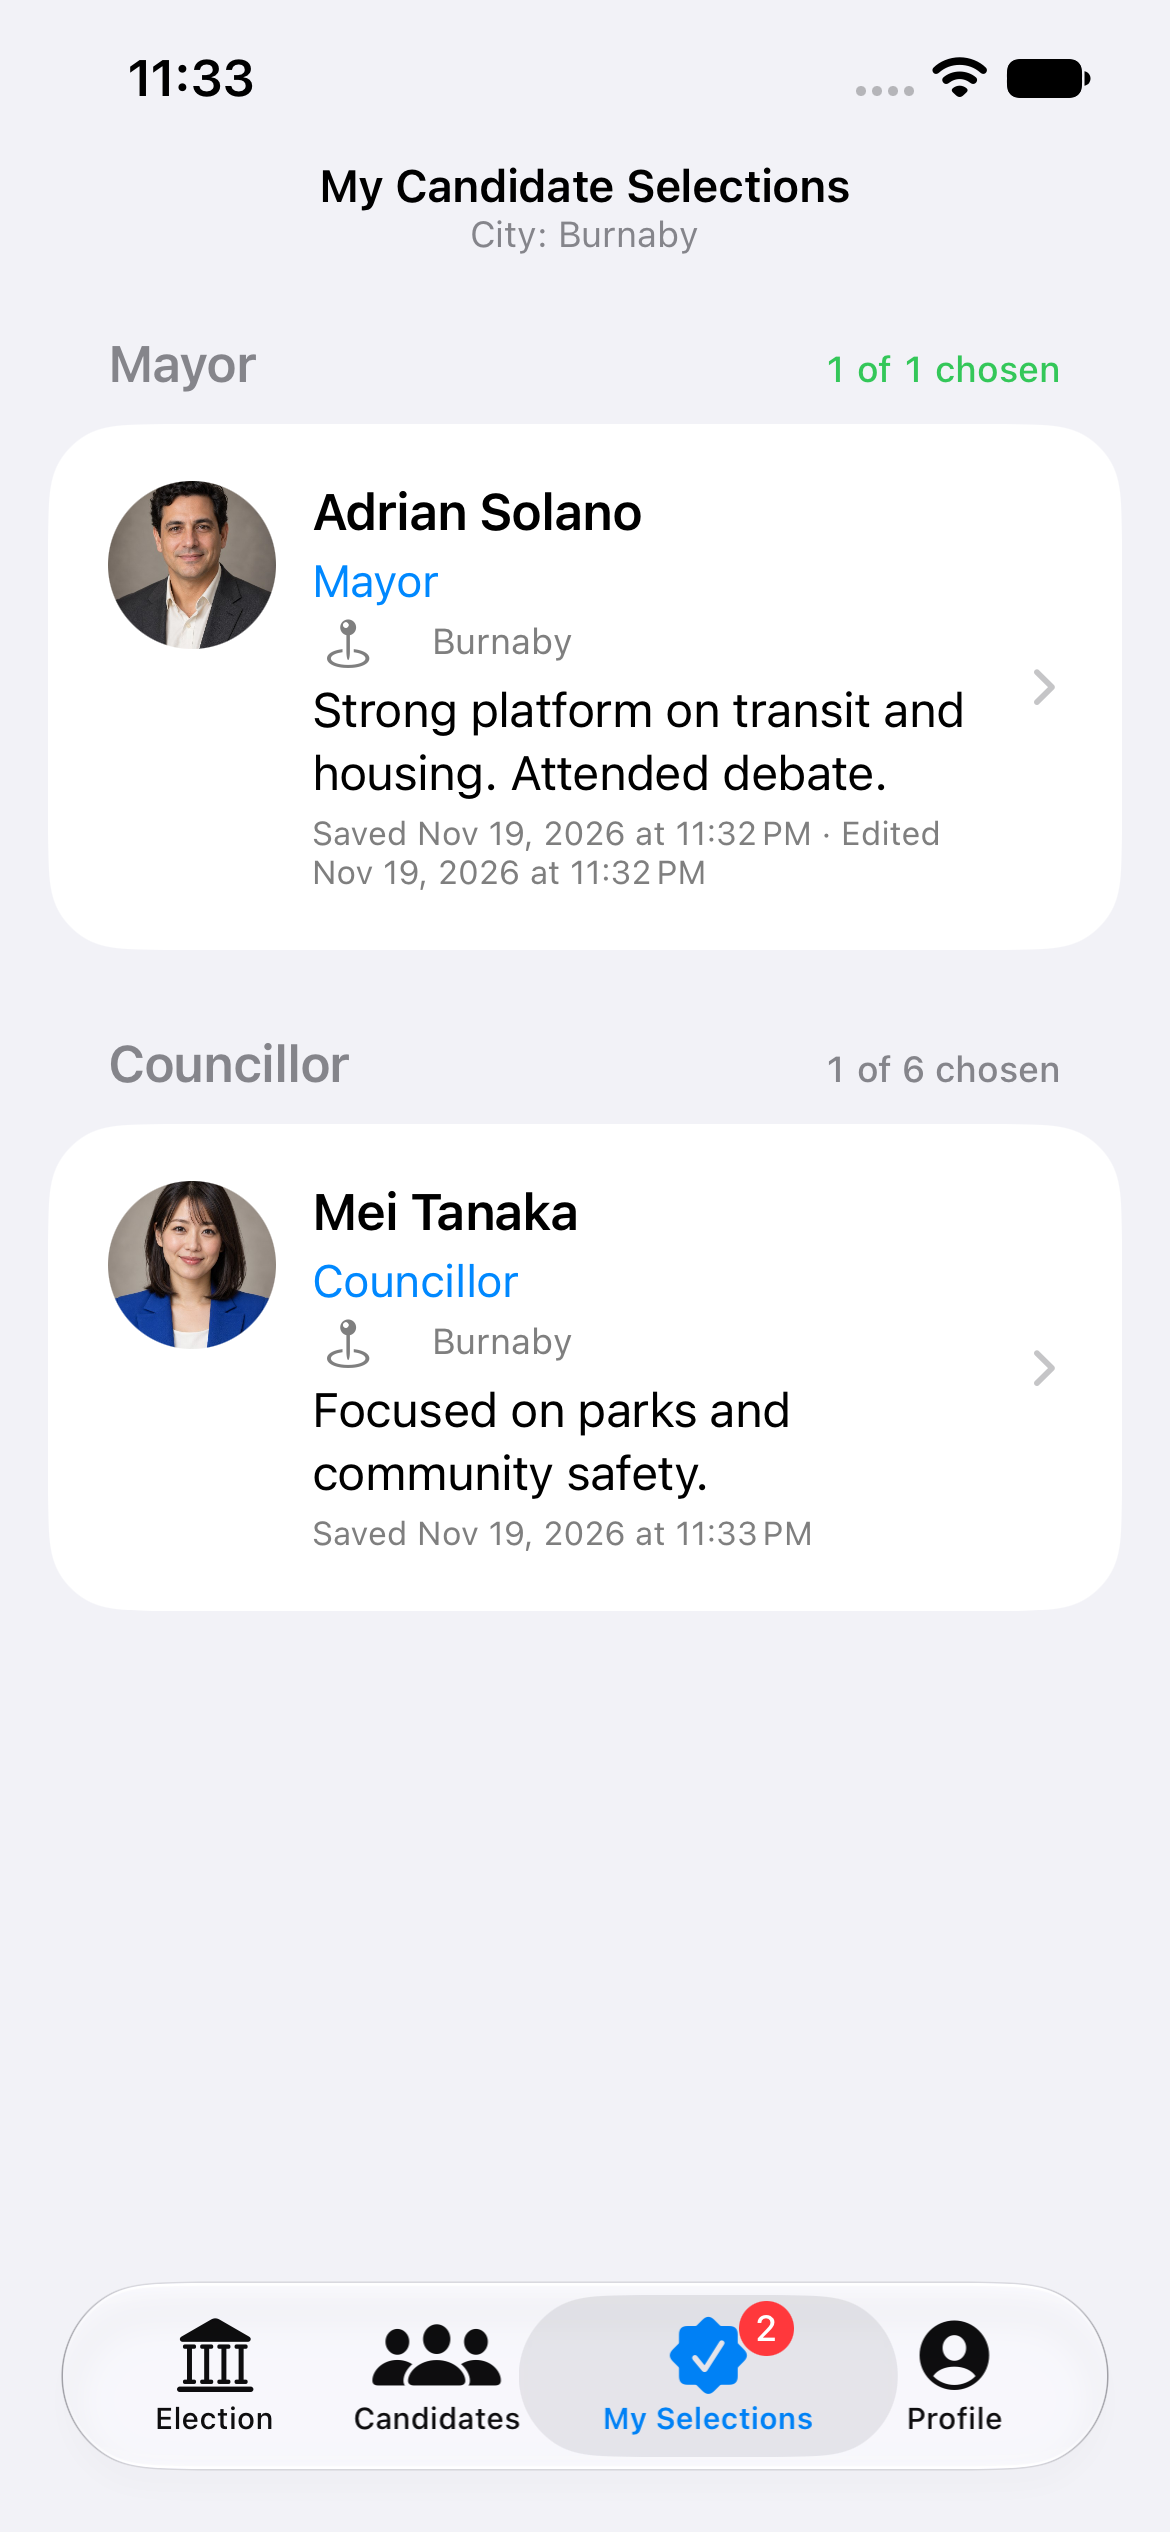 11:33
My Candidate Selections
City: Burnaby
Mayor
1 of 1 chosen
Adrian Solano
Mayor
Burnaby
Strong platform on transit and
housing. Attended debate.
Saved Nov 19, 2026 at 11:32 PM · Edited
Nov 19, 2026 at 11:32 PM
Councillor
1 of 6 chosen
Mei Tanaka
Councillor
Burnaby
Focused on parks and
community safety.
Saved Nov 19, 2026 at 11:33 PM
2
Election
Candidates
My Selections
Profile